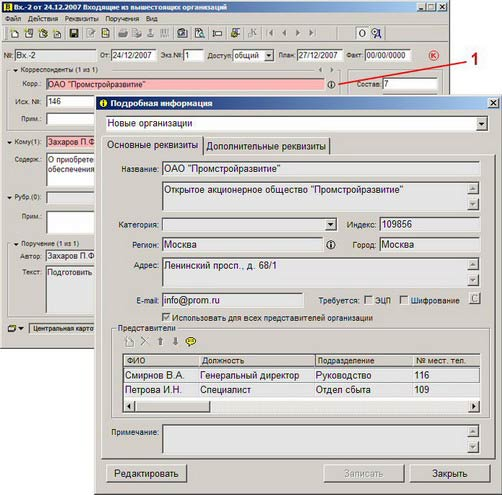 Вх.-2 от 24.12.2007 Входящие из вышестоящих организаций
Файл Действия Реквизиты Поручения Вид
№: Вх.-2 От: 24/12/2007 Экз.№: 1 Доступ: общий План: 27/12/2007 Факт: 00/00/0000 К
Корреспонденты (1 из 1)
Корр.: ОАО "Промстройразвитие"
Состав: 7
1
Исх. №: 146
Прим.:
Кому(1): Захаров П.Ф
Содерж.: О приобрете
обеспечения
Рубр.(0):
Прим.:
Поручение (1 из 1)
Автор: Захаров П.Ф
Текст: Подготовить
Центральная картот
Подробная информация
Новые организации
Основные реквизиты Дополнительные реквизиты
Название: ОАО "Промстройразвитие"
Открытое акционерное общество "Промстройразвитие"
Категория: Индекс: 109856
Регион: Москва Город: Москва
Адрес: Ленинский просп., д. 68/1
E-mail: info@prom.ru Требуется: ЭЦП Шифрование С
Использовать для всех представителей организации
Представители
ФИО Должность Подразделение № мест. тел.
Смирнов В.А. Генеральный директор Руководство 116
Петрова И.Н. Специалист Отдел сбыта 109
Примечание:
Редактировать Записать Закрыть